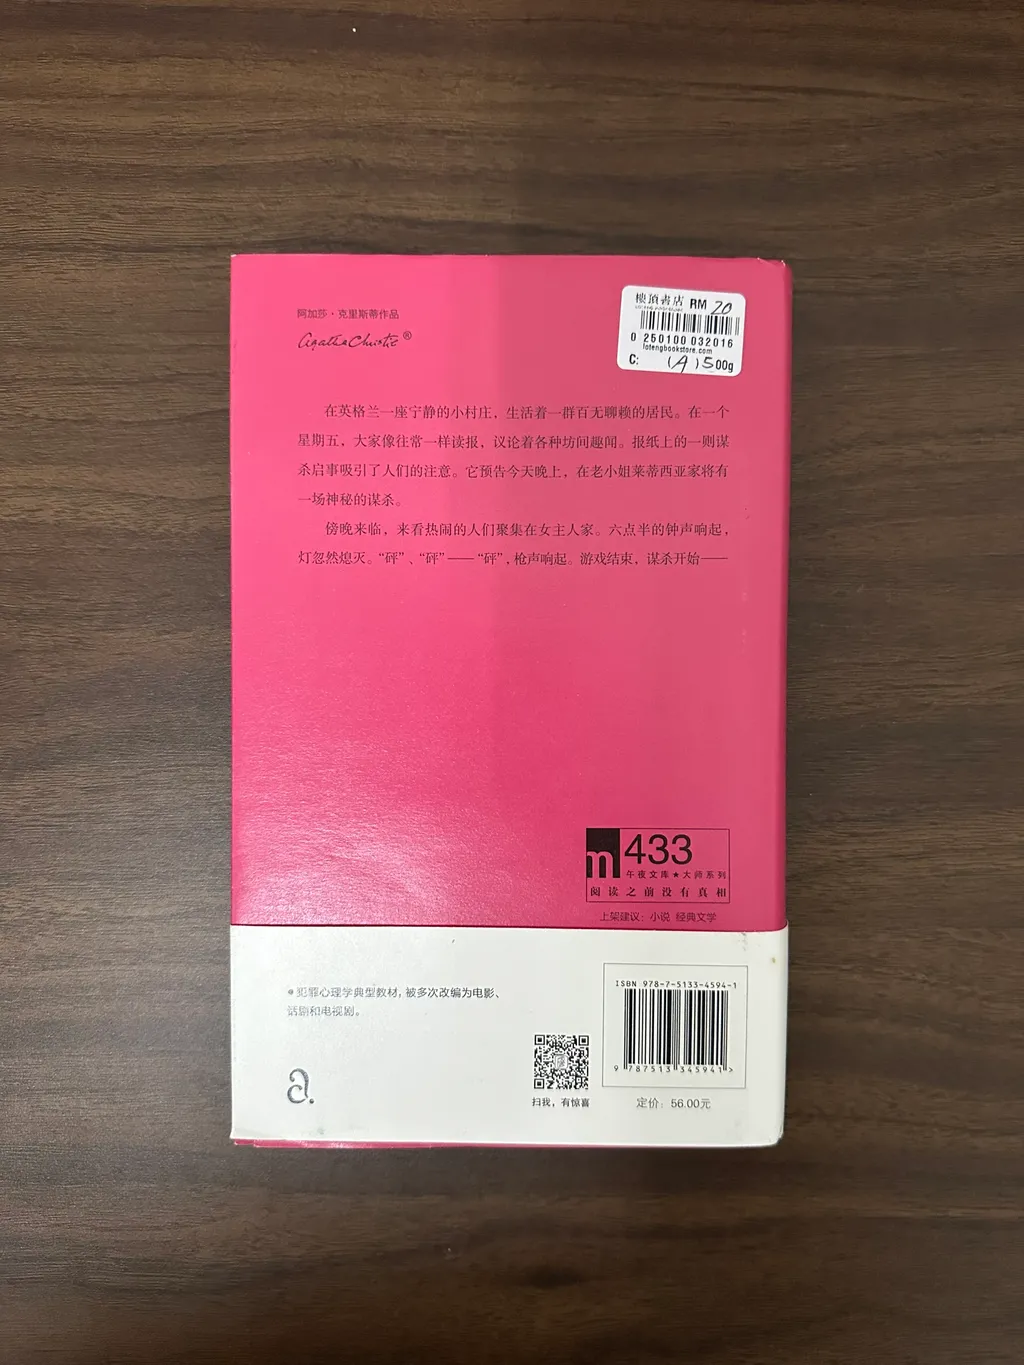 阿加莎·克里斯蒂作品
Agatha Christie®
樓頂書店 RM 20
0 250100 032016
lotengbookstore.com
C: (A) 500g
在英格兰一座宁静的小村庄，生活着一群百无聊赖的居民。在一个
星期五，大家像往常一样读报，议论着各种坊间趣闻。报纸上的一则谋
杀启事吸引了人们的注意。它预告今天晚上，在老小姐莱蒂西亚家将有
一场神秘的谋杀。
傍晚来临，来看热闹的人们聚集在女主人家。六点半的钟声响起，
灯忽然熄灭。“砰”、“砰”——“砰”，枪声响起。游戏结束，谋杀开始——
m 433
午夜文库★大师系列
阅读之前没有真相
上架建议：小说 经典文学
● 犯罪心理学典型教材，被多次改编为电影、
话剧和电视剧。
a.
扫我，有惊喜
ISBN 978-7-5133-4594-1
9 787513 345941 >
定价：56.00元